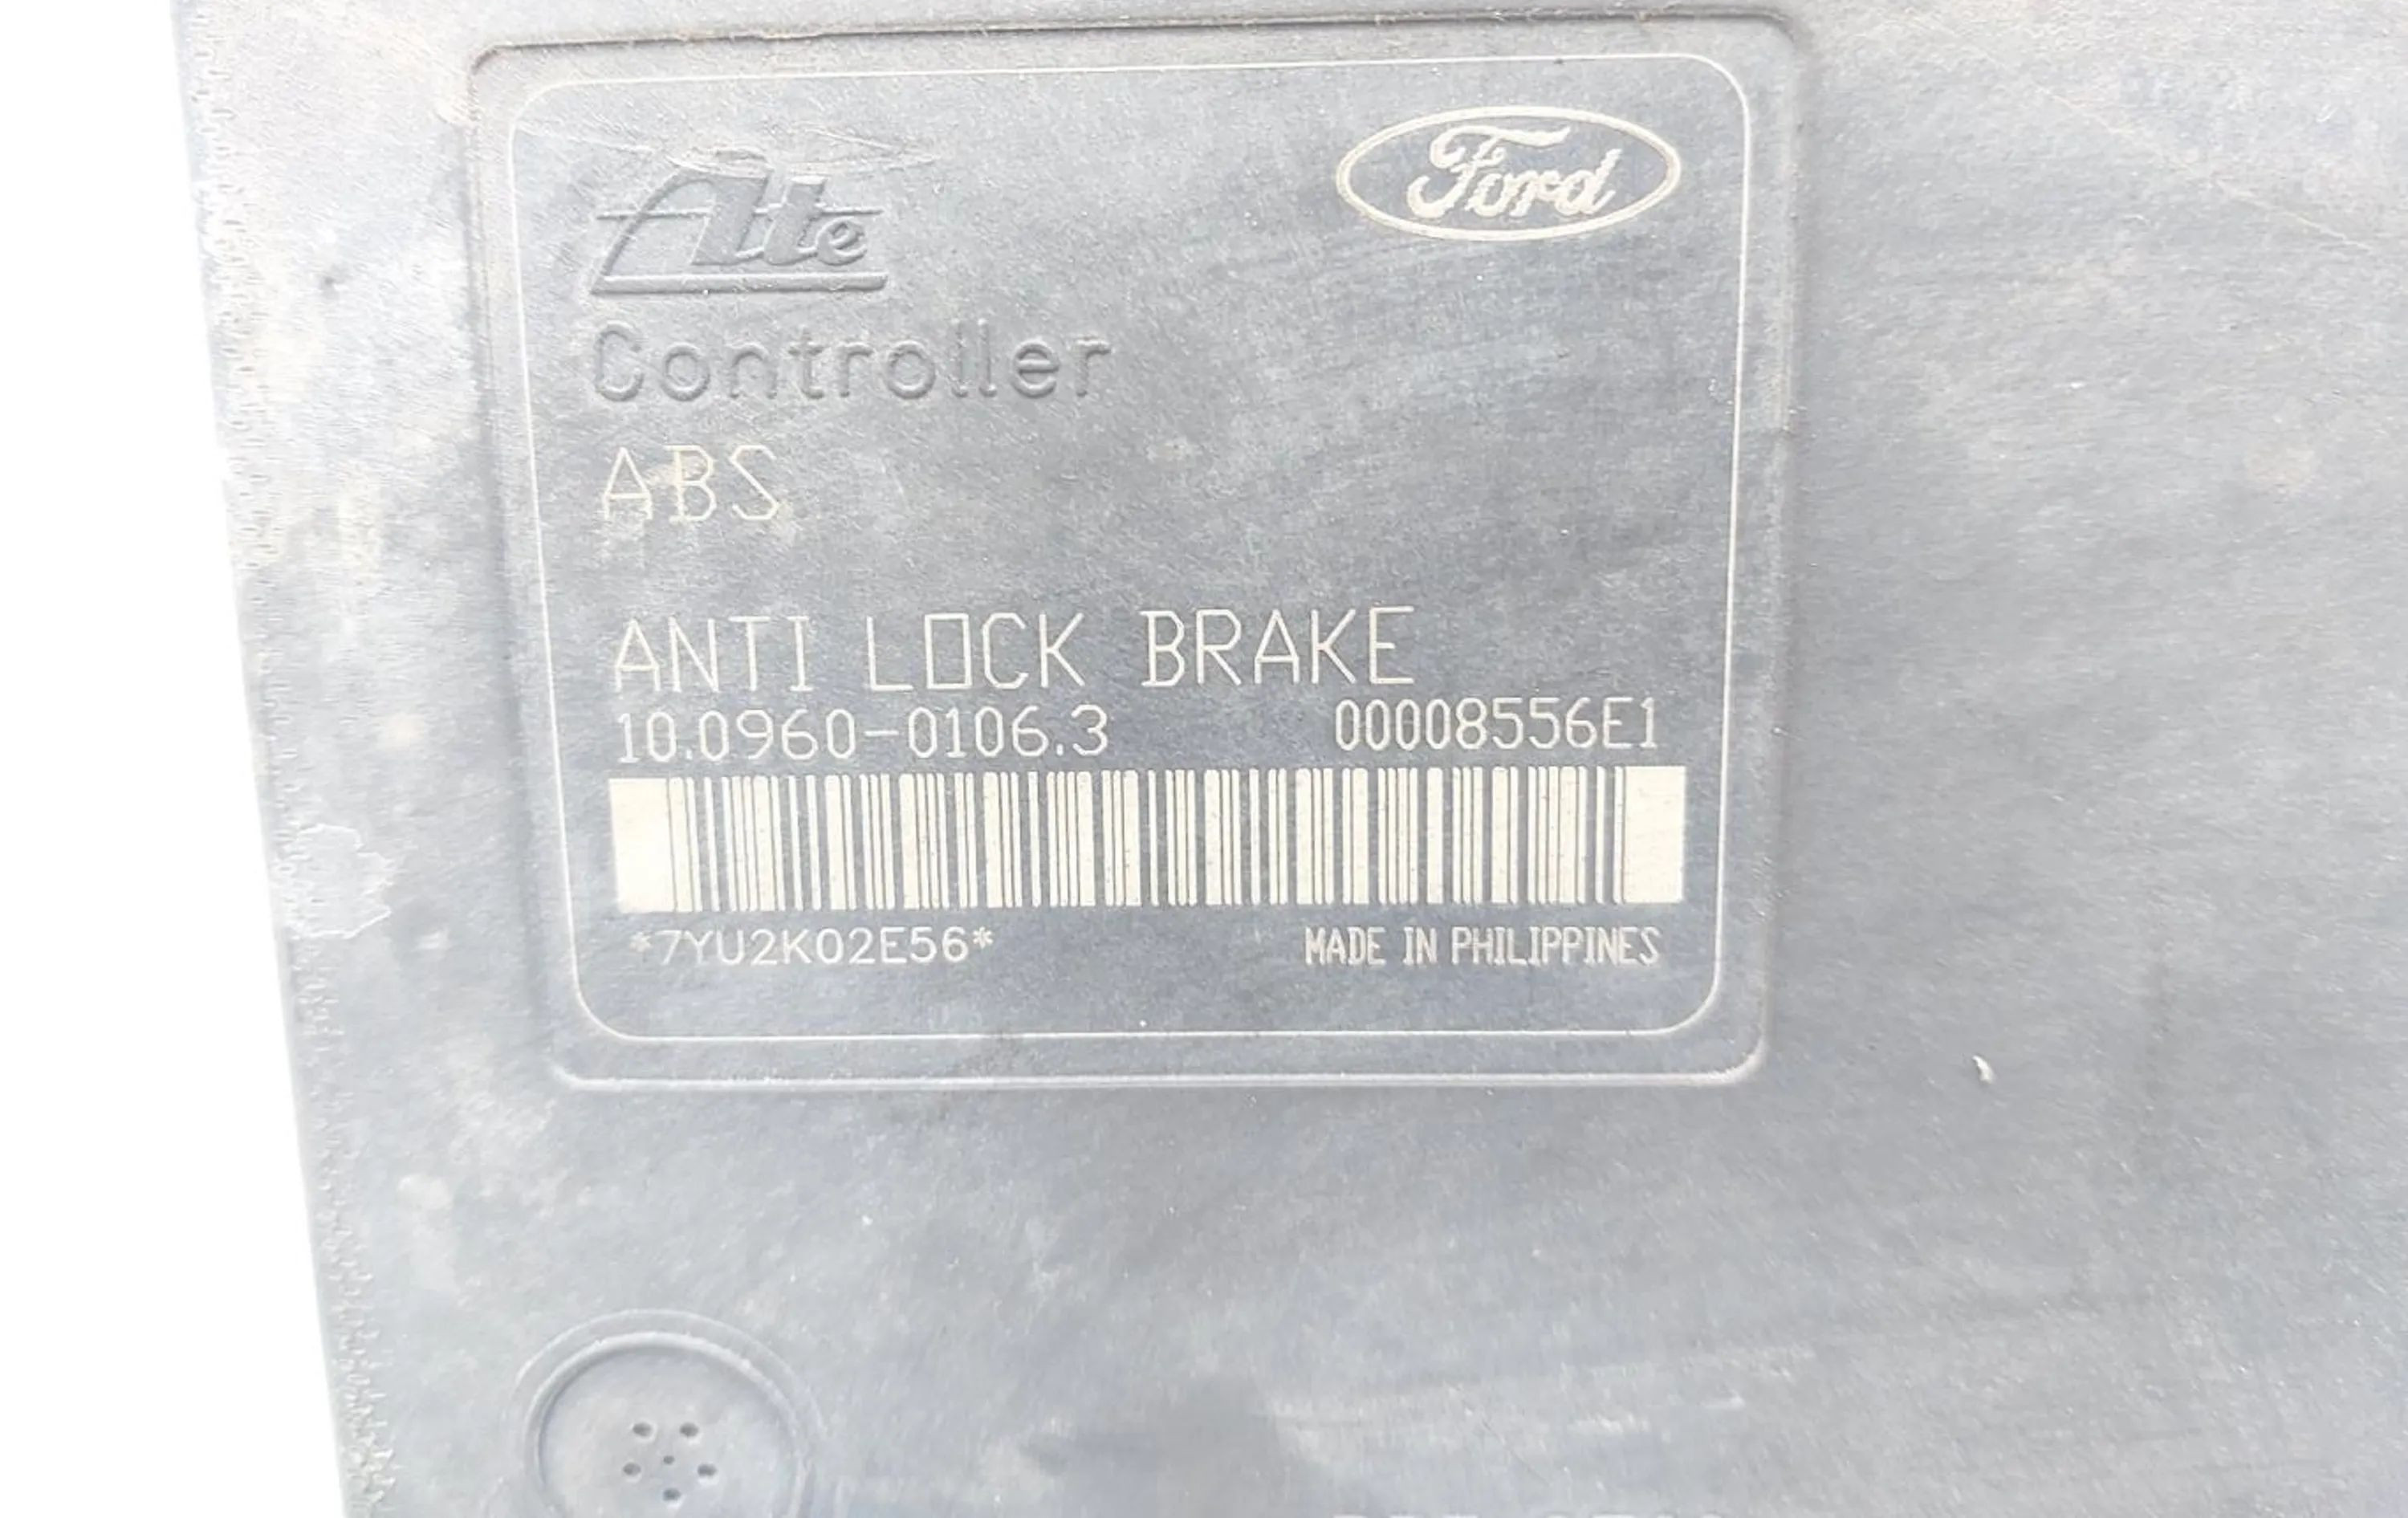 Ate
Ford
Controller
ABS
ANTI LOCK BRAKE
10.0960-0106.3 00008556E1
*7YU2K02E56*
MADE IN PHILIPPINES